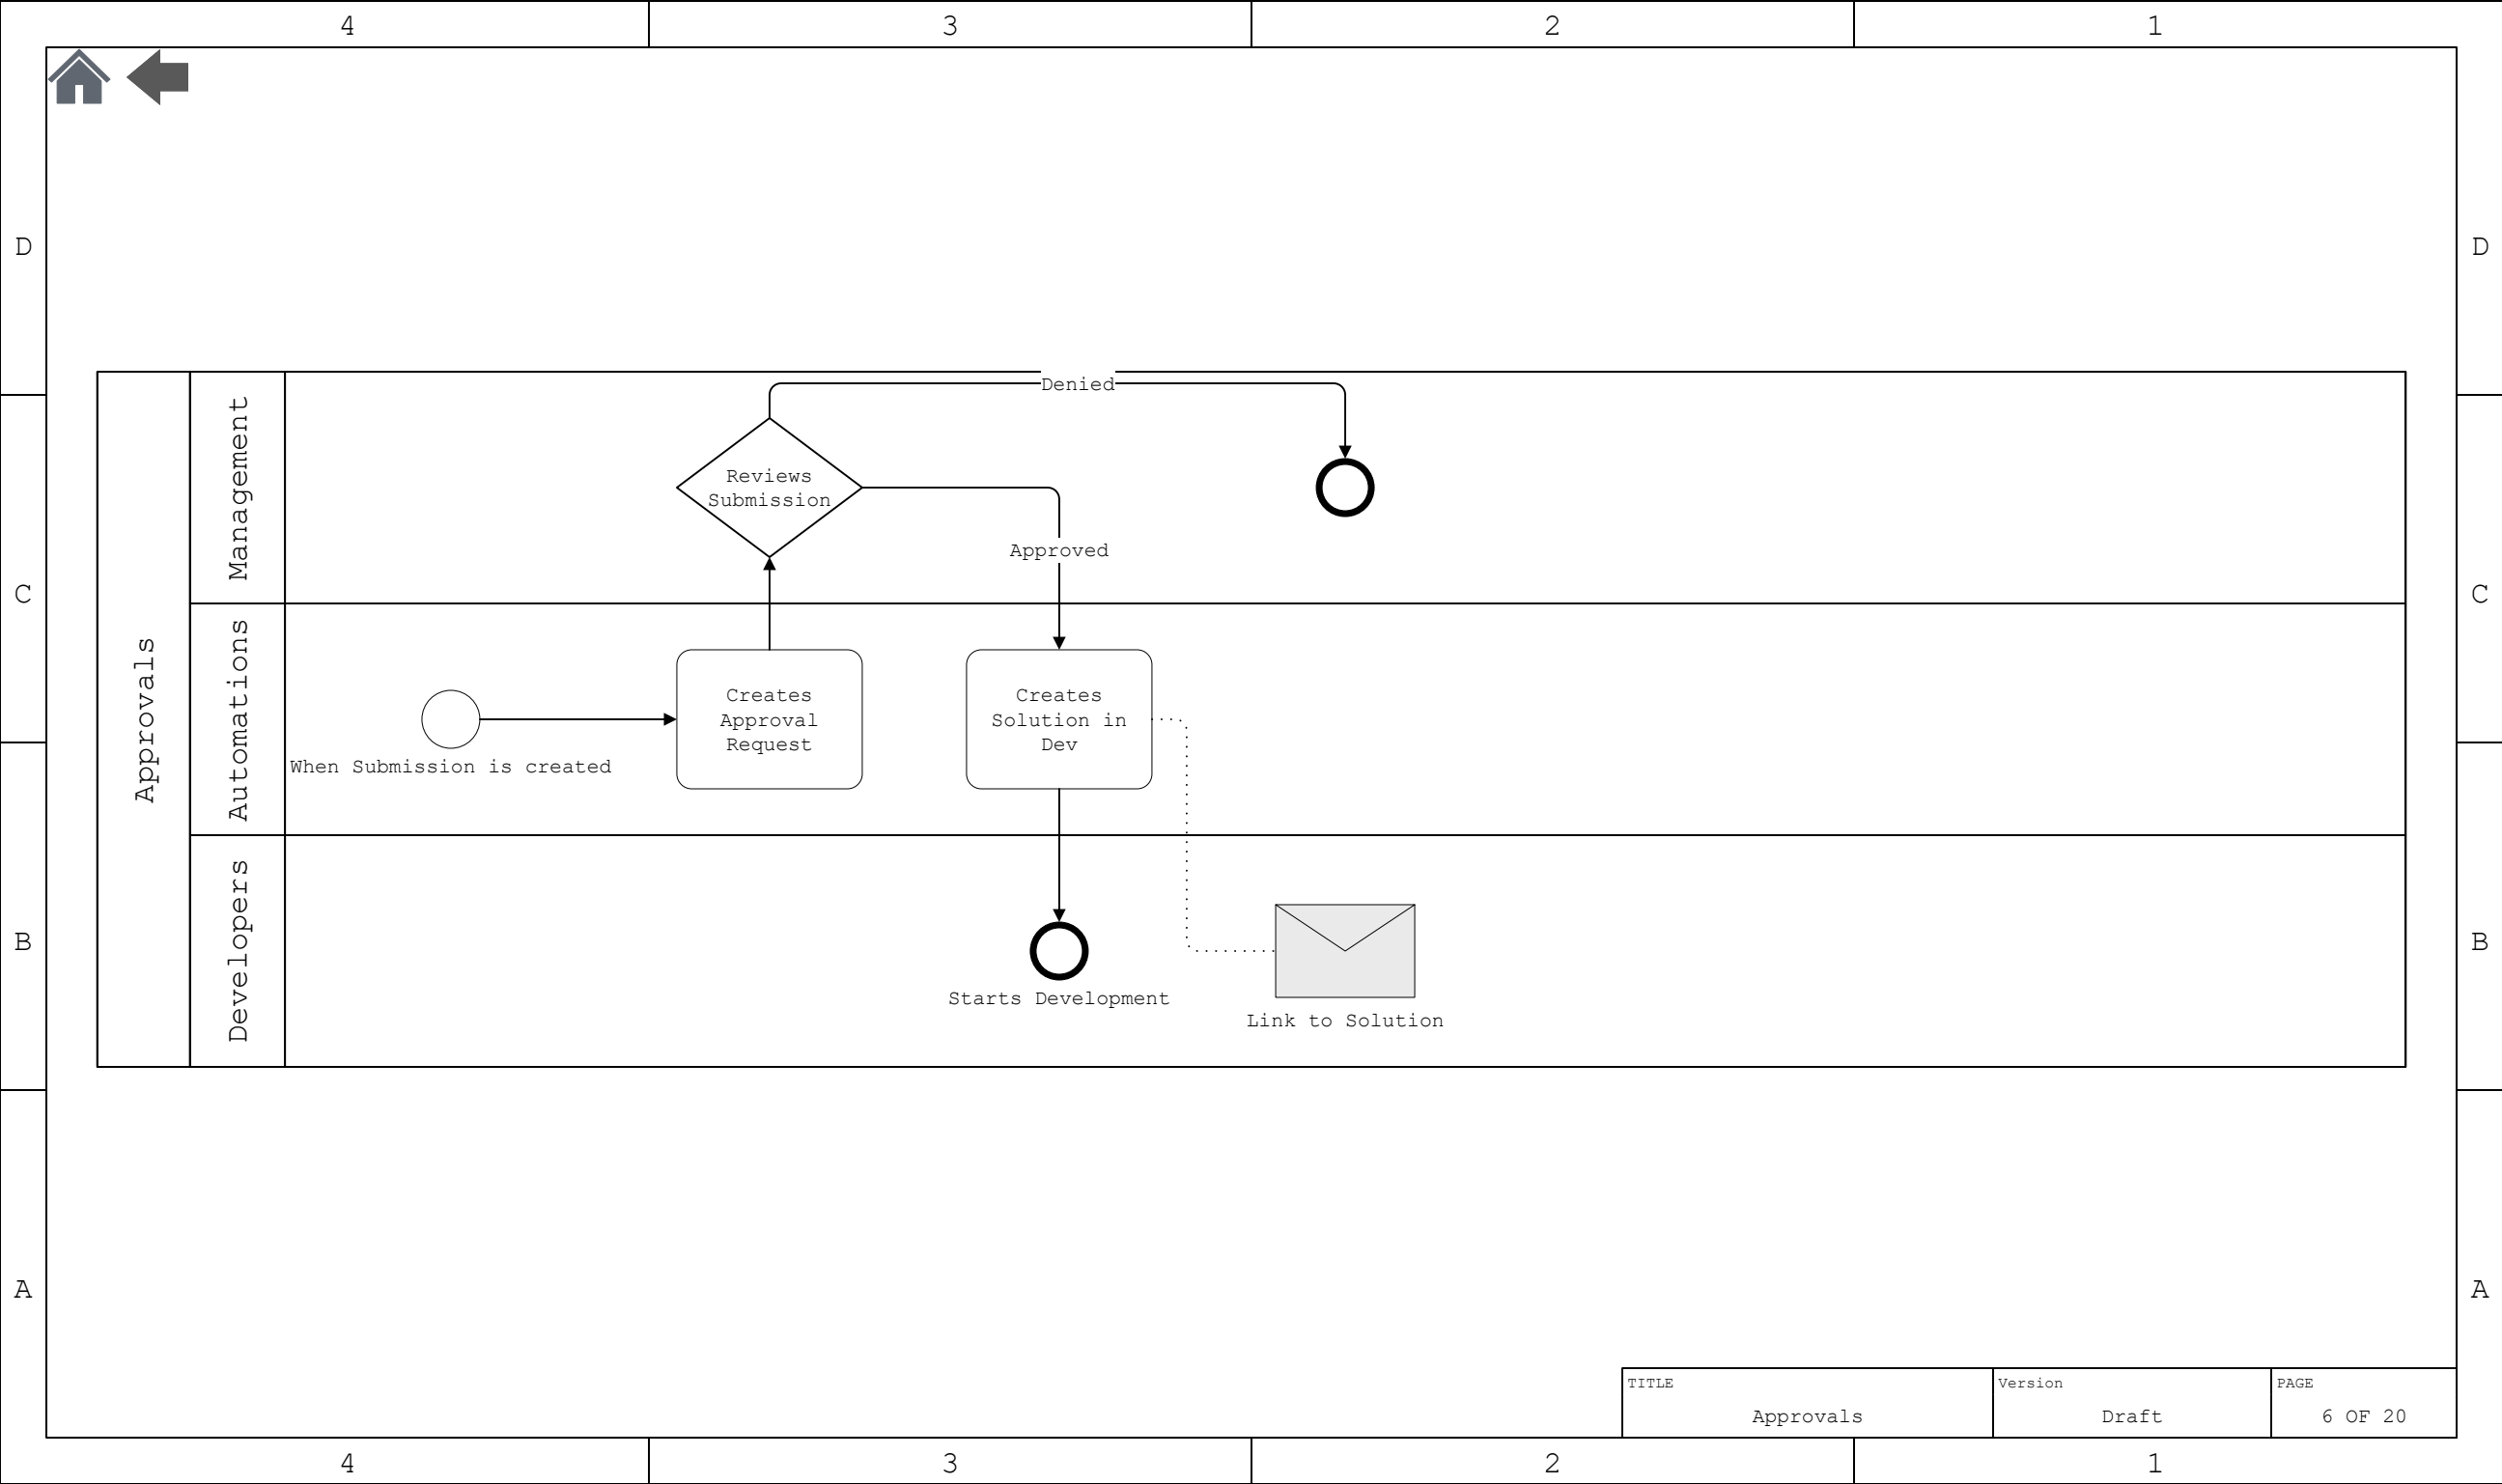 4 3 2 1
D D
Approvals
Management
Denied
Reviews
Submission
Approved
C C
Automations
When Submission is created
Creates
Approval
Request
Creates
Solution in
Dev
B B
Developers
Starts Development
Link to Solution
A A
TITLE
Approvals
Version
Draft
PAGE
6 OF 20
4 3 2 1